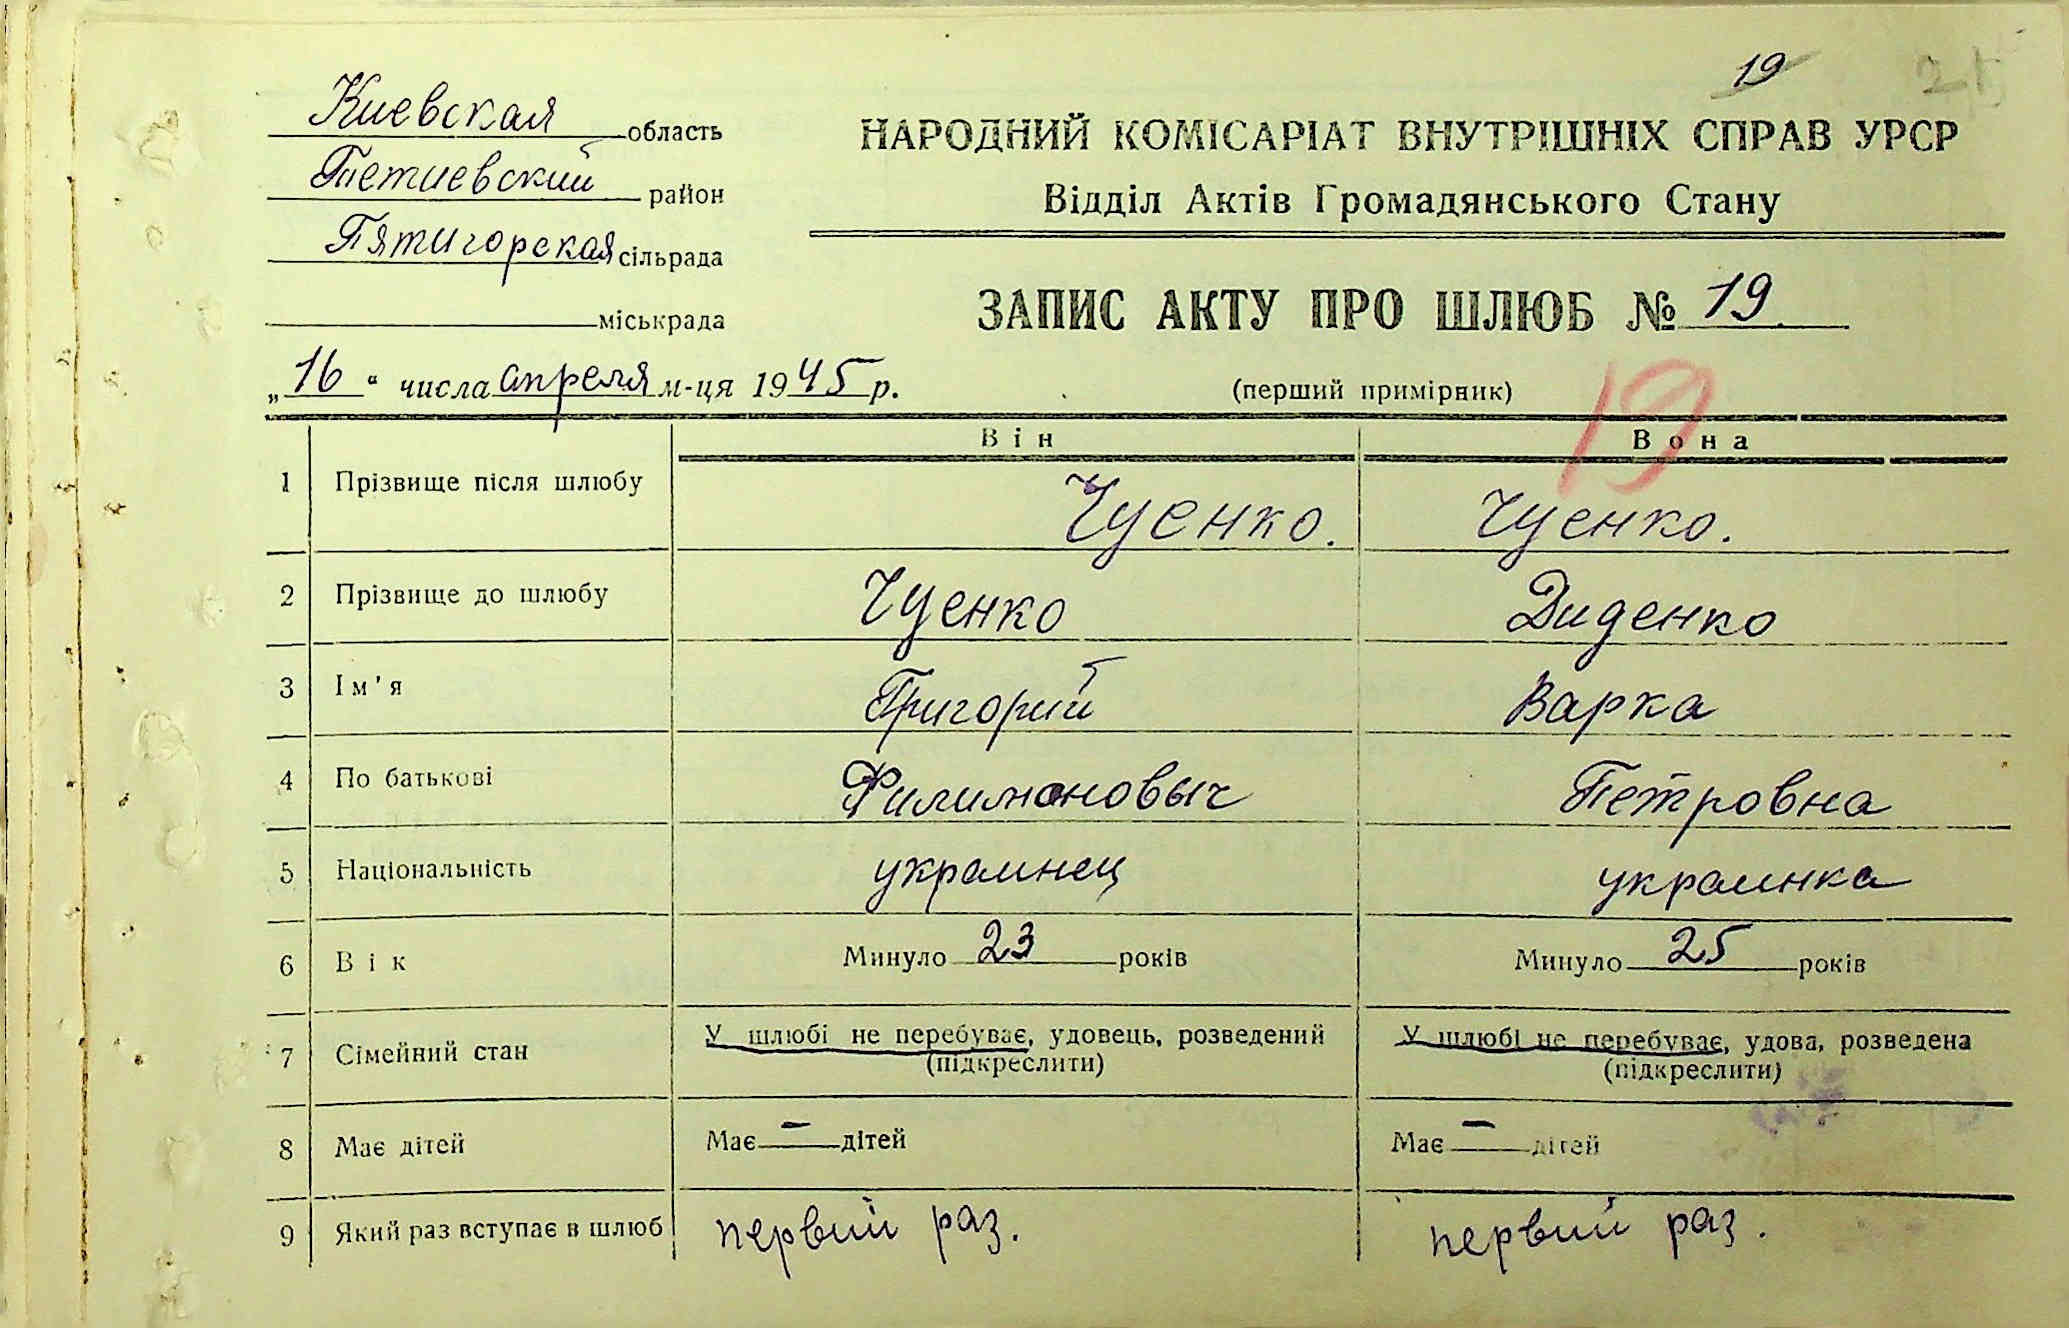 19 21
Киевская область
Тетиевский район
Пятигорская сільрада
міськрада
„16“ числа апреля м-ця 1945 р.
НАРОДНИЙ КОМІСАРІАТ ВНУТРІШНІХ СПРАВ УРСР
Відділ Актів Громадянського Стану
ЗАПИС АКТУ ПРО ШЛЮБ № 19
(перший примірник)
19
Він Вона
1 Прізвище після шлюбу Чуенко. Чуенко.
2 Прізвище до шлюбу Чуенко Диденко
3 Ім'я Григорий Варка
4 По батькові Филимоновыч Петровна
5 Національність украинец украинка
6 Вік Минуло 23 років Минуло 25 років
7 Сімейний стан У шлюбі не перебуває, удовець, розведений У шлюбі не перебуває, удова, розведена
(підкреслити) (підкреслити)
8 Має дітей Має — дітей Має — дітей
9 Який раз вступає в шлюб первий раз. первий раз.